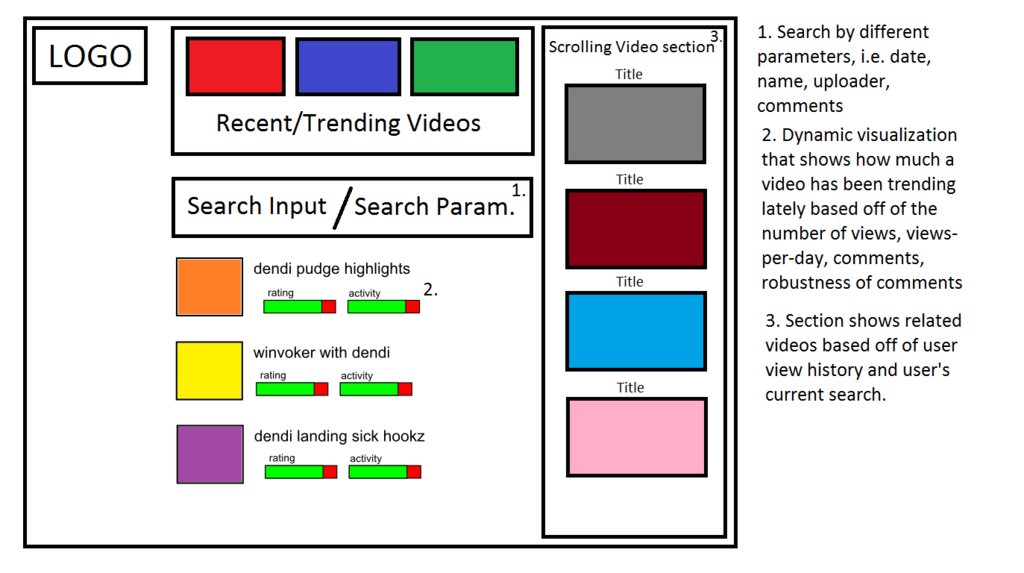 LOGO
Recent/Trending Videos
Search Input / Search Param. 1.
dendi pudge highlights
rating activity 2.
winvoker with dendi
rating activity
dendi landing sick hookz
rating activity
3.
Scrolling Video section
Title
Title
Title
Title
1. Search by different
parameters, i.e. date,
name, uploader,
comments
2. Dynamic visualization
that shows how much a
video has been trending
lately based off of the
number of views, views-
per-day, comments,
robustness of comments
3. Section shows related
videos based off of user
view history and user's
current search.